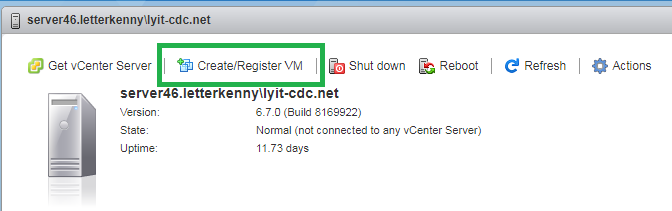 server46.letterkenny\lyit-cdc.net
Get vCenter Server Create/Register VM Shut down Reboot Refresh Actions
server46.letterkenny\lyit-cdc.net
Version: 6.7.0 (Build 8169922)
State: Normal (not connected to any vCenter Server)
Uptime: 11.73 days